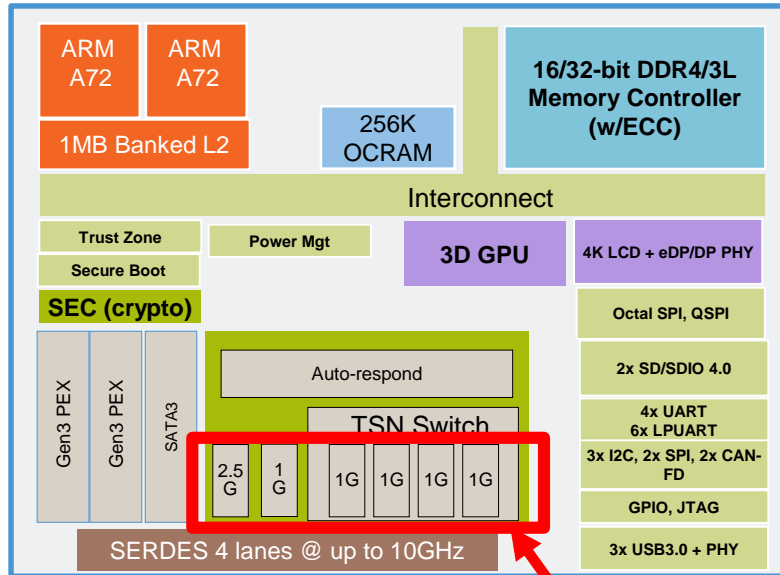 ARM
A72
ARM
A72
1MB Banked L2
256K
OCRAM
16/32-bit DDR4/3L
Memory Controller
(w/ECC)
Interconnect
Trust Zone
Secure Boot
SEC (crypto)
Power Mgt
3D GPU
4K LCD + eDP/DP PHY
Octal SPI, QSPI
2x SD/SDIO 4.0
4x UART
6x LPUART
3x I2C, 2x SPI, 2x CAN-
FD
GPIO, JTAG
3x USB3.0 + PHY
Gen3 PEX
Gen3 PEX
SATA3
Auto-respond
TSN Switch
2.5
G
1
G
1G
1G
1G
1G
SERDES 4 lanes @ up to 10GHz